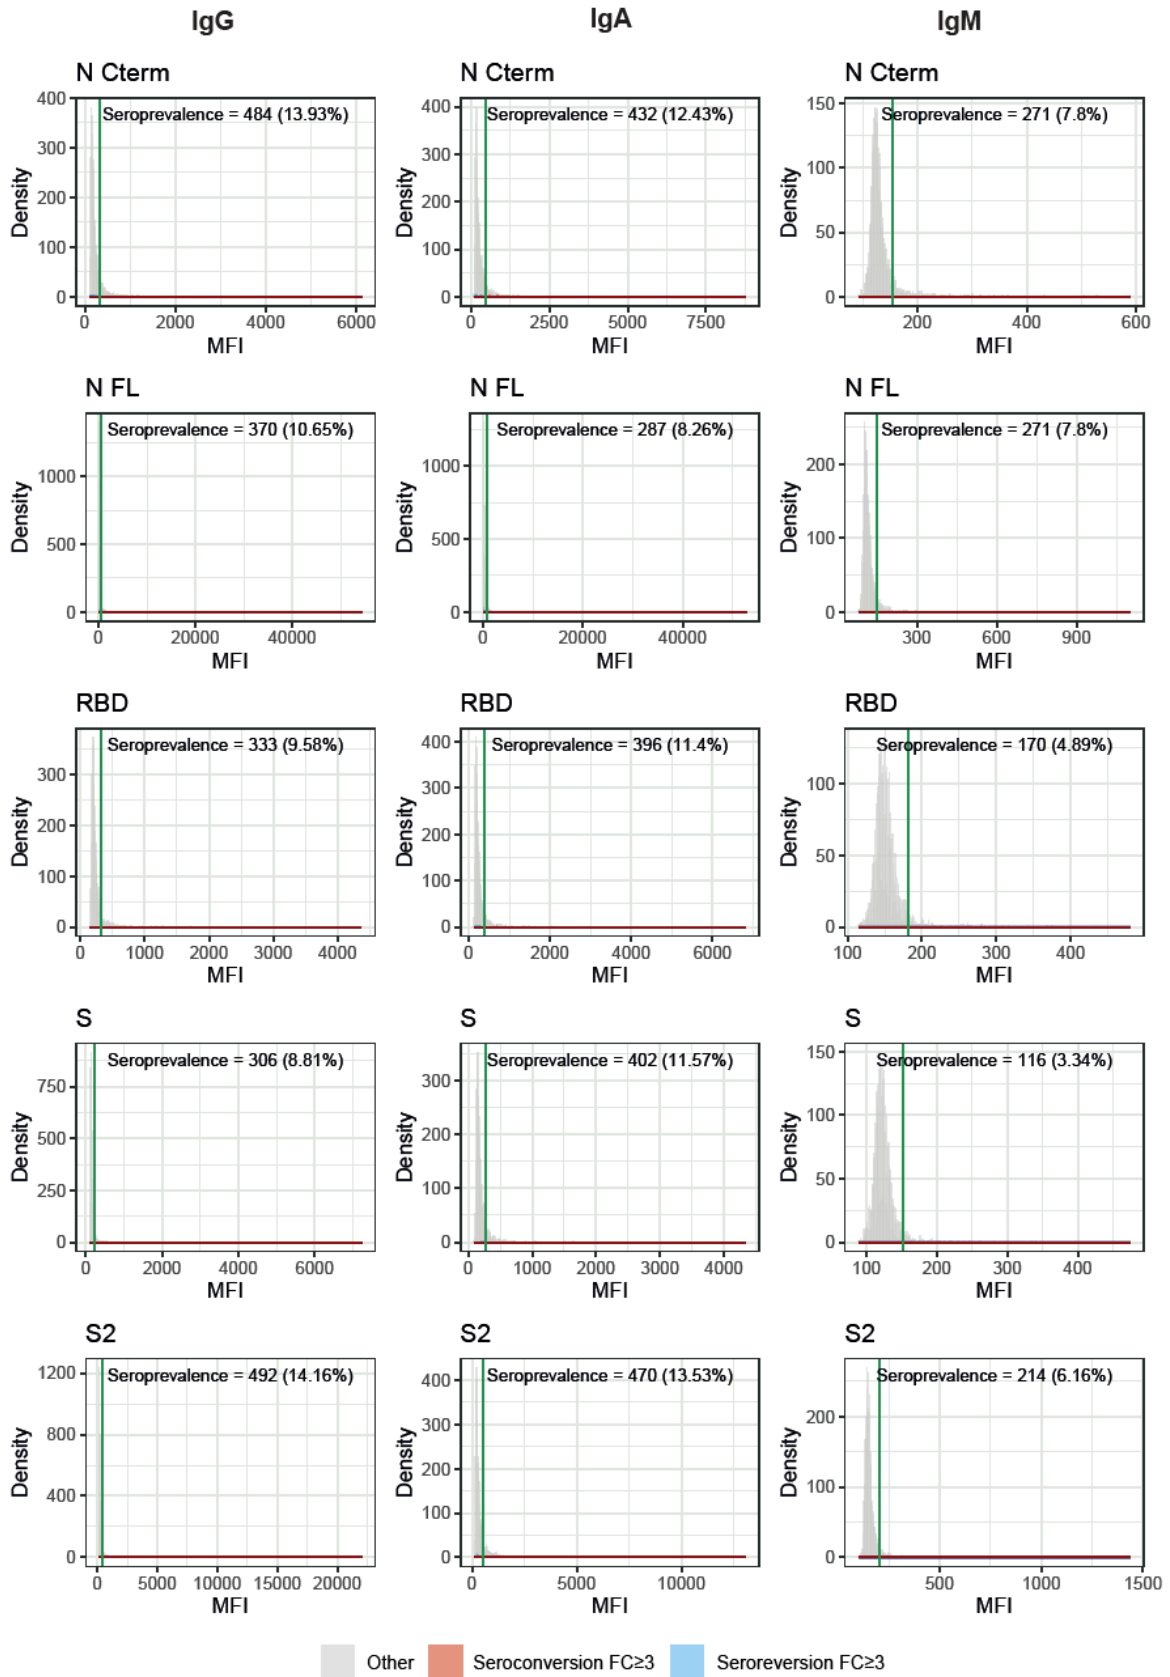 IgG IgA IgM
N Cterm N Cterm N Cterm
Seroprevalence = 484 (13.93%) Seroprevalence = 432 (12.43%) Seroprevalence = 271 (7.8%)
Density Density Density
400 300 200 100 0
400 300 200 100 0
150 100 50 0
0 2000 4000 6000
0 2500 5000 7500
200 400 600
MFI MFI MFI
N FL N FL N FL
Seroprevalence = 370 (10.65%) Seroprevalence = 287 (8.26%) Seroprevalence = 271 (7.8%)
Density Density Density
1000 500 0
1000 500 0
200 100 0
0 20000 40000
0 20000 40000
300 600 900
MFI MFI MFI
RBD RBD RBD
Seroprevalence = 333 (9.58%) Seroprevalence = 396 (11.4%) Seroprevalence = 170 (4.89%)
Density Density Density
300 200 100 0
400 300 200 100 0
100 50 0
0 1000 2000 3000 4000
0 2000 4000 6000
100 200 300 400
MFI MFI MFI
S S S
Seroprevalence = 306 (8.81%) Seroprevalence = 402 (11.57%) Seroprevalence = 116 (3.34%)
Density Density Density
750 500 250 0
300 200 100 0
150 100 50 0
0 2000 4000 6000
0 1000 2000 3000 4000
100 200 300 400
MFI MFI MFI
S2 S2 S2
Seroprevalence = 492 (14.16%) Seroprevalence = 470 (13.53%) Seroprevalence = 214 (6.16%)
Density Density Density
1200 800 400 0
400 300 200 100 0
200 100 0
0 5000 10000 15000 20000
0 5000 10000
500 1000 1500
MFI MFI MFI
Other Seroconversion FC≥3 Seroreversion FC≥3